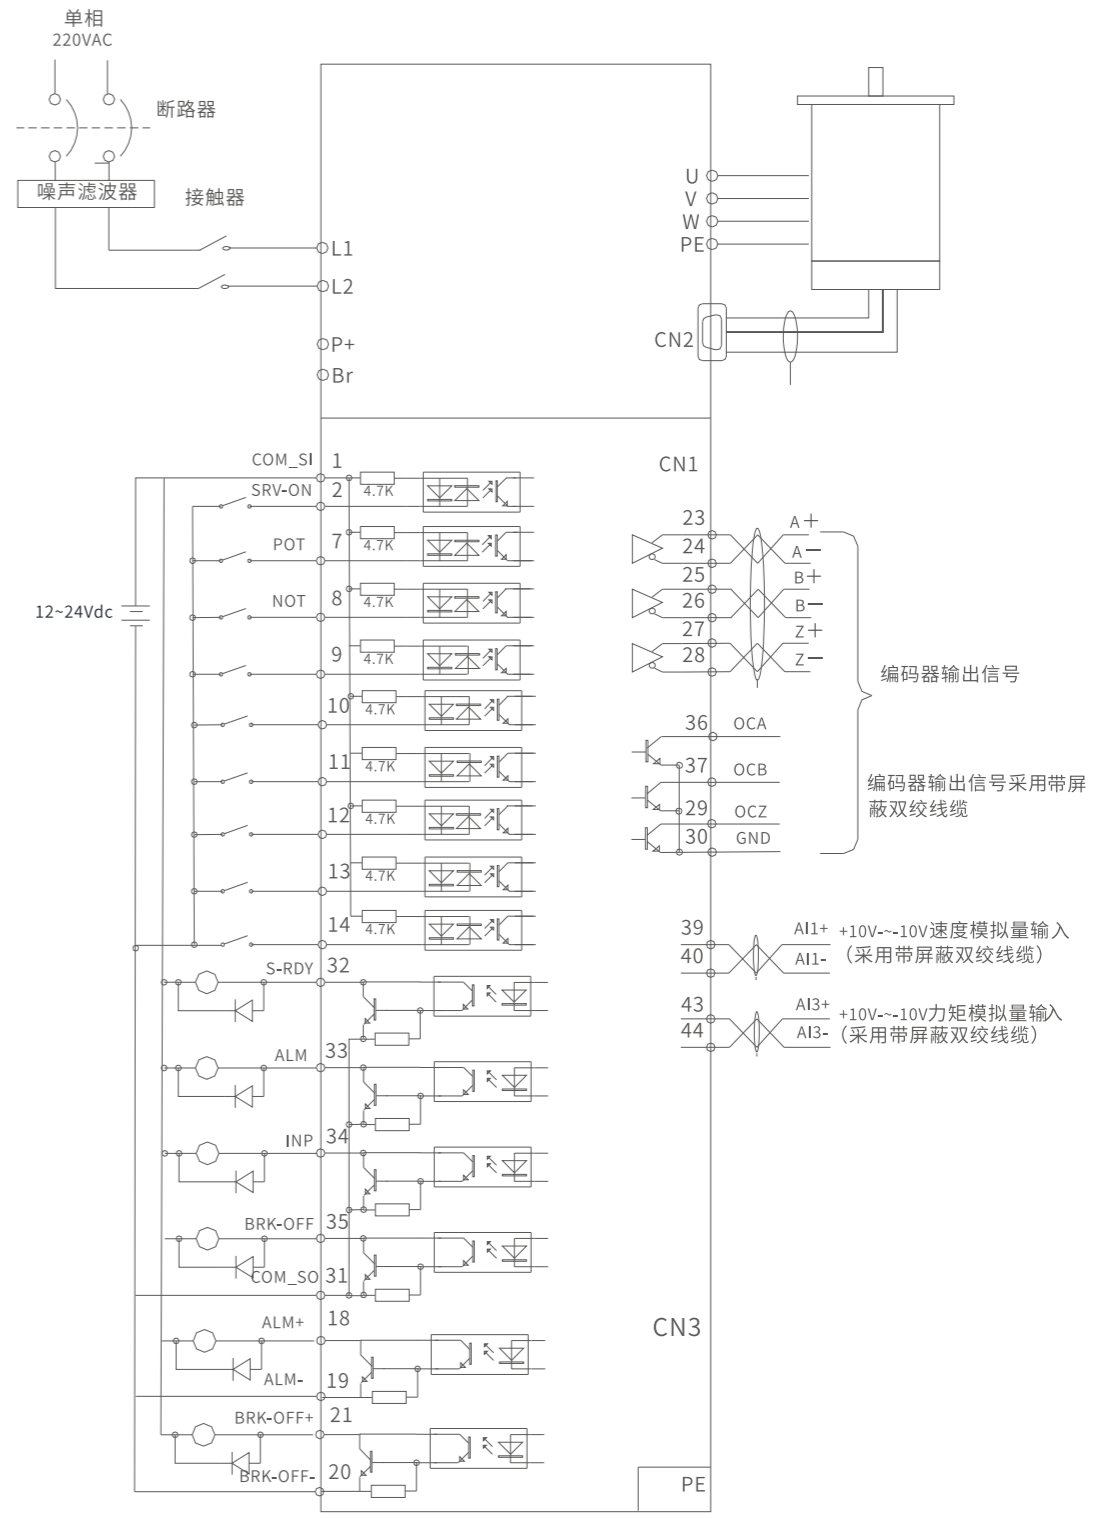 单相
220VAC
断路器
噪声滤波器
接触器
L1
L2
P+
Br
U
V
W
PE
CN2
CN1
12~24Vdc
COM_SI 1
4.7K
SRV-ON 2
POT 7
4.7K
NOT 8
4.7K
9
4.7K
10
4.7K
11
4.7K
12
4.7K
13
4.7K
14
4.7K
S-RDY 32
ALM 33
INP 34
BRK-OFF 35
COM_SO 31
ALM+ 18
ALM- 19
BRK-OFF+ 21
BRK-OFF- 20
23 A+
24 A-
25 B+
26 B-
27 Z+
28 Z-
编码器输出信号
36 OCA
37 OCB
29 OCZ
30 GND
编码器输出信号采用带屏
蔽双绞线缆
39 AI1+ +10V-~-10V速度模拟量输入
40 AI1- （采用带屏蔽双绞线缆）
43 AI3+ +10V-~-10V力矩模拟量输入
44 AI3- （采用带屏蔽双绞线缆）
CN3
PE